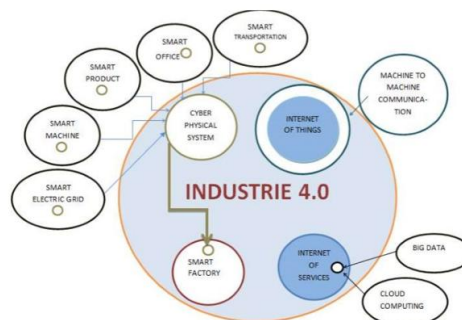 SMART
TRANSPORTATION
SMART
OFFICE
SMART
PRODUCT
SMART
MACHINE
SMART
ELECTRIC GRID
CYBER
PHYSICAL
SYSTEM
INTERNET
OF THINGS
MACHINE TO
MACHINE
COMMUNICA-
TION
INDUSTRIE 4.0
SMART
FACTORY
INTERNET
OF
SERVICES
BIG DATA
CLOUD
COMPUTING